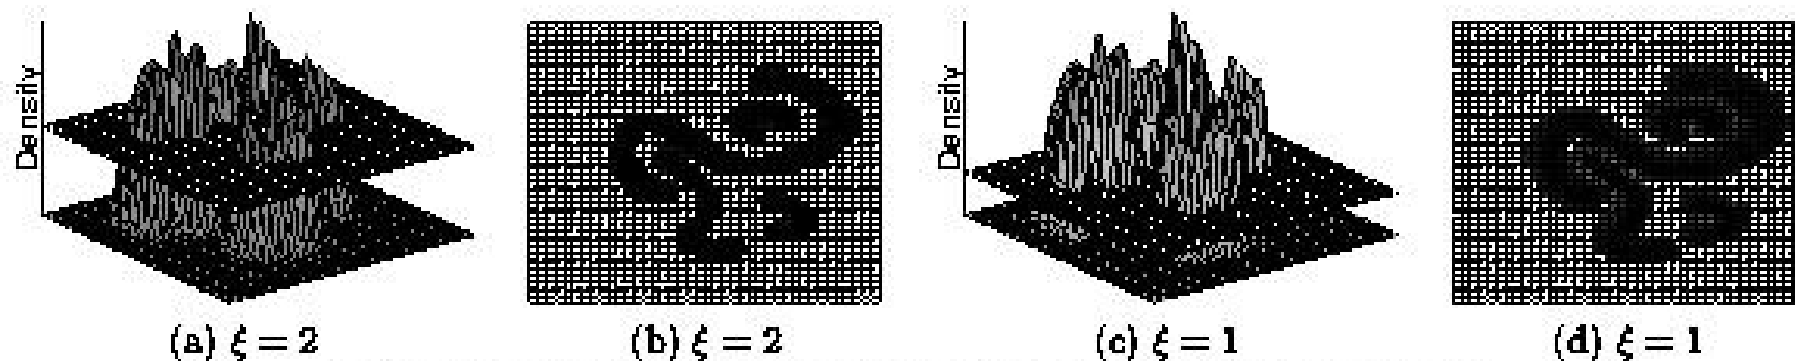 Density
Density
(a) ξ = 2
(b) ξ = 2
(c) ξ = 1
(d) ξ = 1